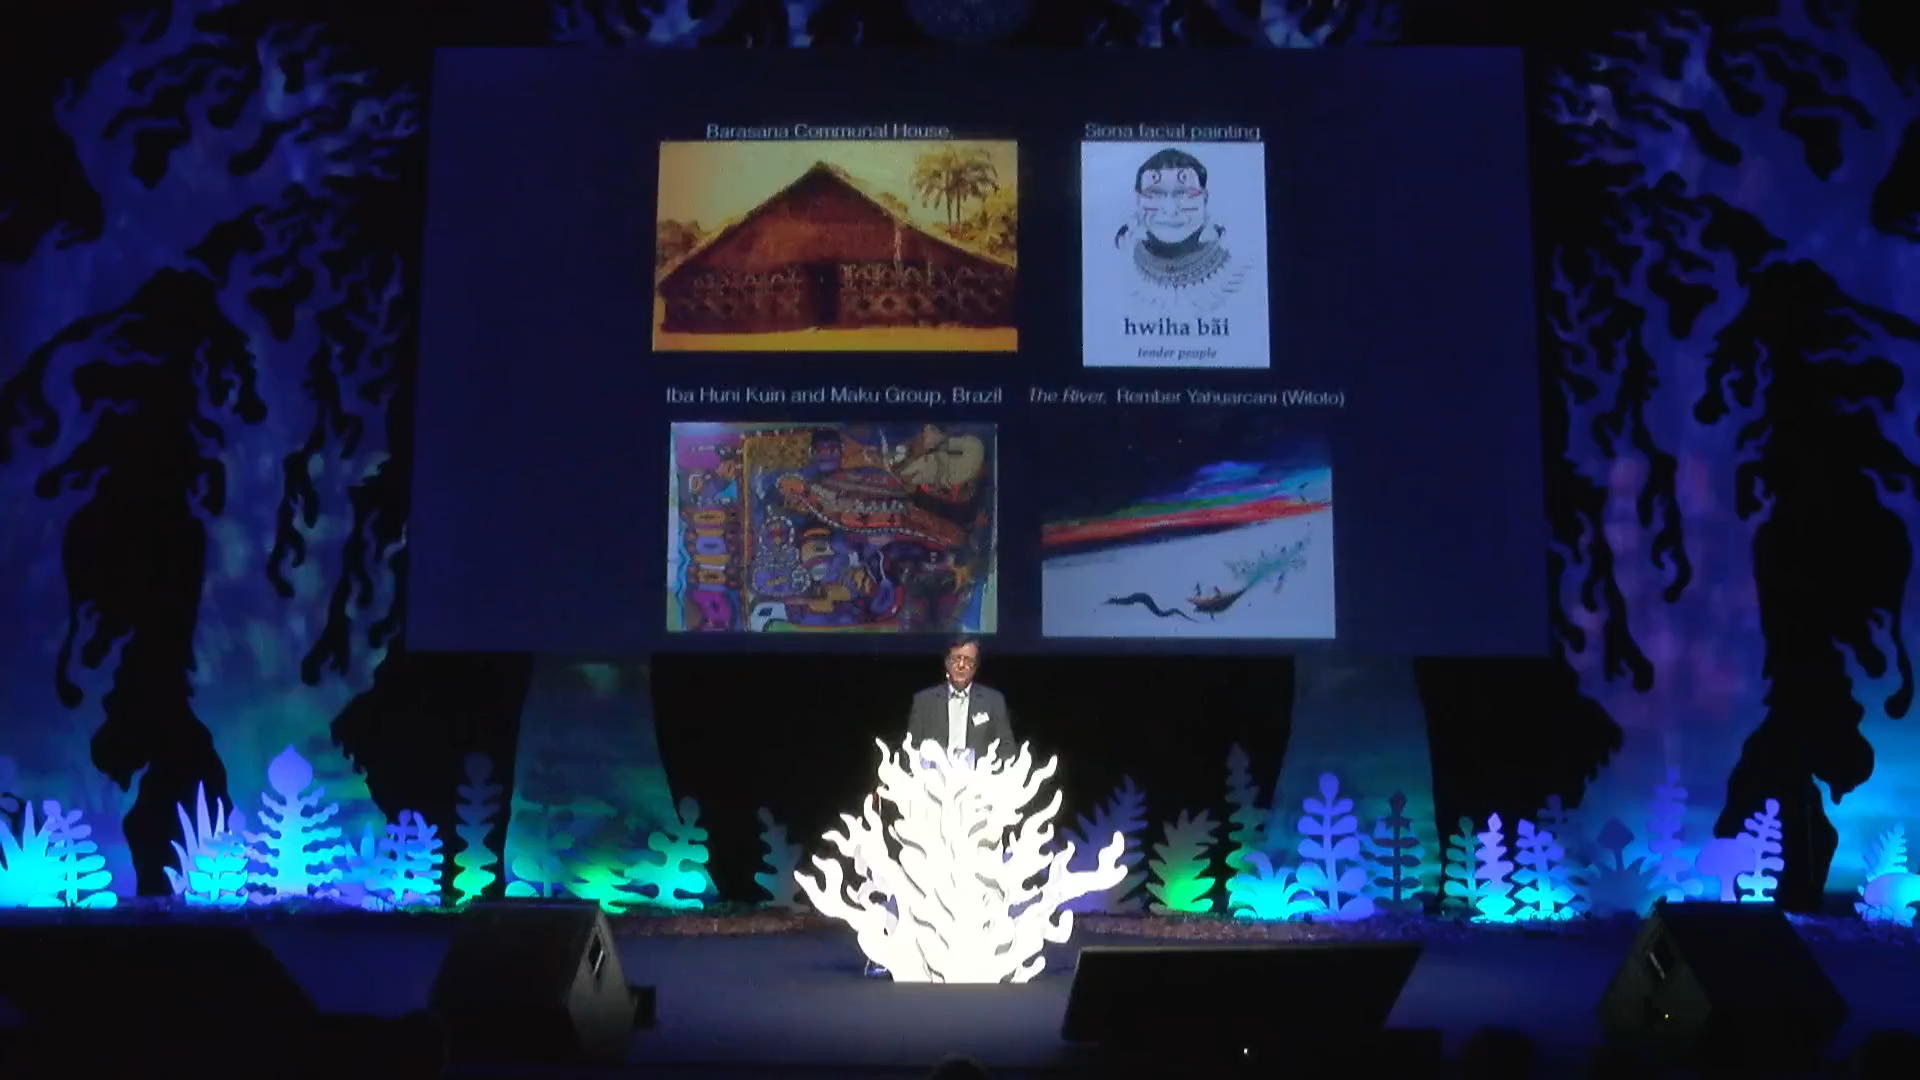 Barasana Communal House,
Siona facial painting
hwiha bãi
tender people
Iba Huni Kuin and Maku Group, Brazil
The River, Rember Yahuarcani (Witoto)